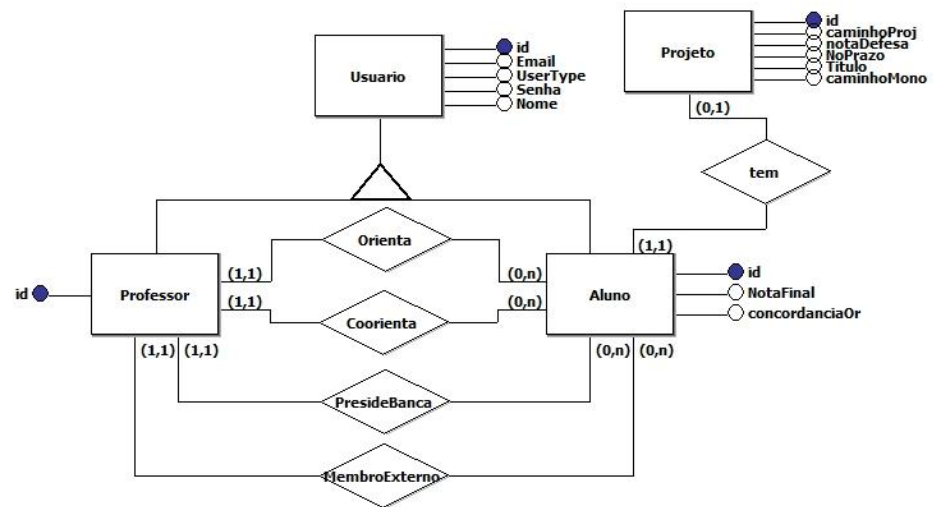 Usuario
id
Email
UserType
Senha
Nome
Projeto
id
caminhoProj
notaDefesa
NoPrazo
Titulo
caminhoMono
(0,1)
tem
(1,1)
Orienta
(1,1)
(0,n)
id
Professor
Aluno
id
NotaFinal
concordanciaOr
(1,1)
Coorienta
(0,n)
(1,1)
(1,1)
(0,n)
(0,n)
PresideBanca
MembroExterno